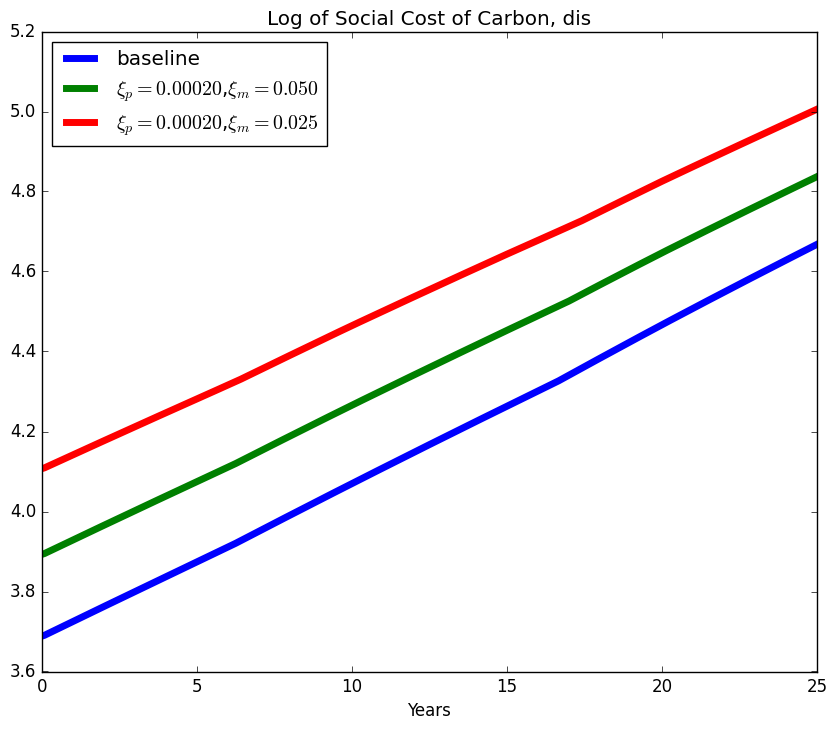 Log of Social Cost of Carbon, dis
5.2
5.0
4.8
4.6
4.4
4.2
4.0
3.8
3.6
baseline
ξₚ = 0.00020,ξₘ = 0.050
ξₚ = 0.00020,ξₘ = 0.025
0 5 10 15 20 25
Years